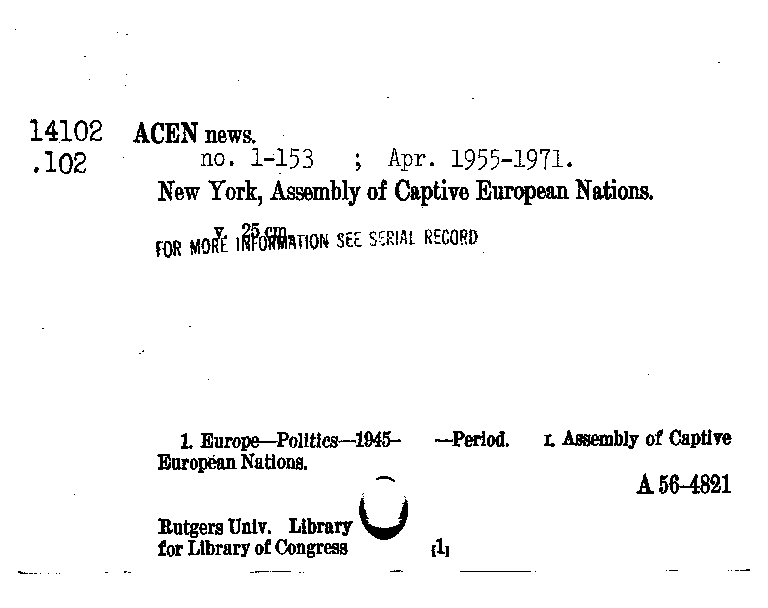 14102 ACEN news.
.102 no. 1-153 ; Apr. 1955-1971.
New York, Assembly of Captive European Nations.
v. 25 cm.
FOR MORE INFORMATION SEE SERIAL RECORD
1. Europe—Politics—1945- —Period. I. Assembly of Captive
European Nations.
A 56-4821
Rutgers Univ. Library
for Library of Congress [1]